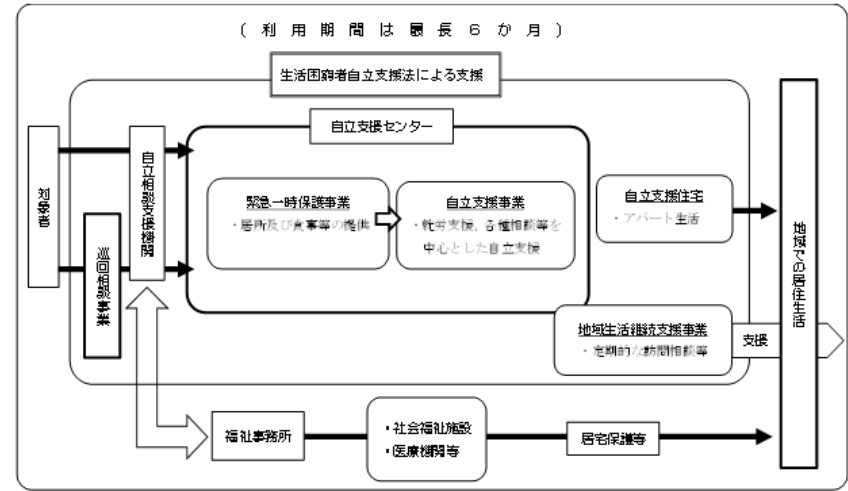 (利用期間は最長6か月)
生活困窮者自立支援法による支援
自立支援センター
対象者
自立相談支援機関
巡回相談事業
緊急一時保護事業
・居所及び食事等の提供
自立支援事業
・就労支援、各種相談等を
中心とした自立支援
自立支援住宅
・アパート生活
地域生活継続支援事業
・定期的な訪問相談等
支援
地域での居住生活
福祉事務所
・社会福祉施設
・医療機関等
居宅保護等